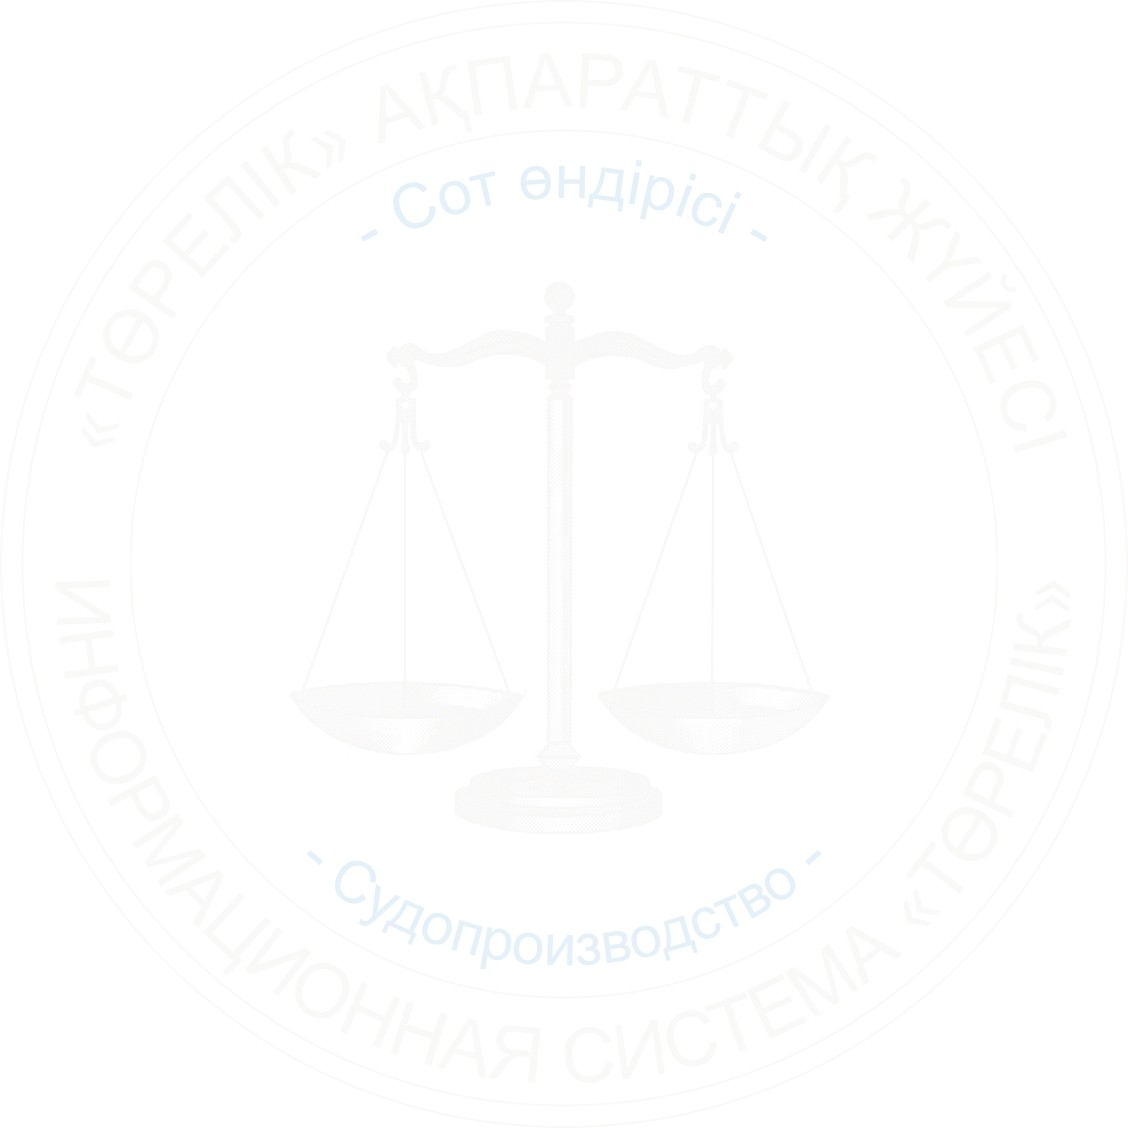 «ТӨРЕЛІК» АҚПАРАТТЫҚ ЖҮЙЕСІ
- Сот өндірісі -
- Судопроизводство -
ИНФОРМАЦИОННАЯ СИСТЕМА «ТӨРЕЛІК»